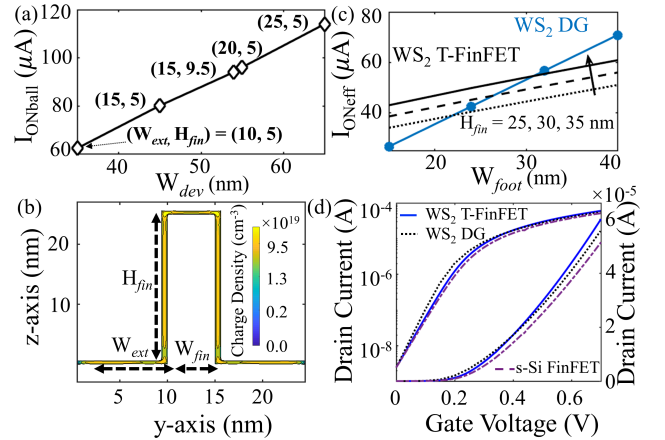 (a)
I_ONball (μA)
120
100
80
60
(25, 5)
(20, 5)
(15, 9.5)
(15, 5)
(W_ext, H_fin) = (10, 5)
40 50 60
W_dev (nm)
(c)
I_ONeff (μA)
80
60
40
WS₂ DG
WS₂ T-FinFET
H_fin = 25, 30, 35 nm
20 30 40
W_foot (nm)
(b)
z-axis (nm)
20
10
0
H_fin
W_ext
W_fin
Charge Density (cm⁻³)
×10¹⁹
9.5
1.3
0.2
0.0
5 10 15 20
y-axis (nm)
(d)
Drain Current (A)
10⁻⁴
10⁻⁶
10⁻⁸
WS₂ T-FinFET
WS₂ DG
s-Si FinFET
×10⁻⁵
6
4
2
0
Drain Current (A)
0 0.2 0.4 0.6
Gate Voltage (V)